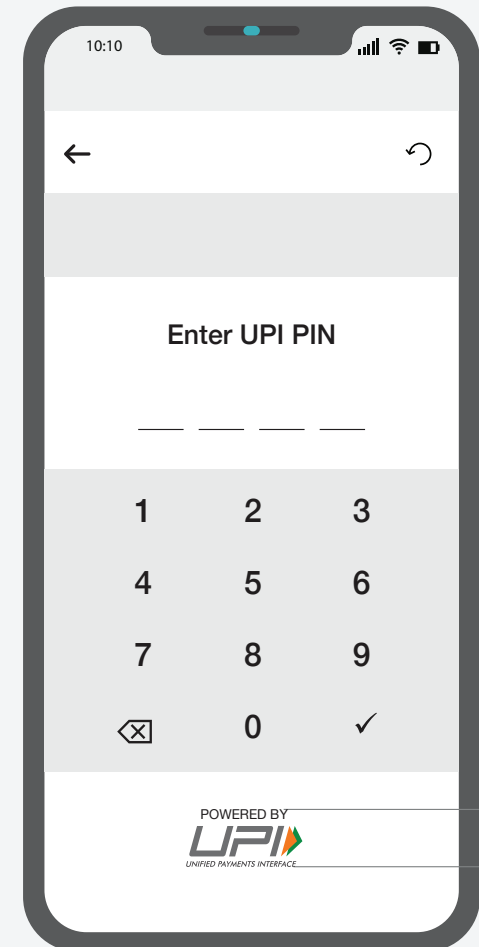 10:10
Enter UPI PIN
1 2 3
4 5 6
7 8 9
0
POWERED BY
UPI
UNIFIED PAYMENTS INTERFACE